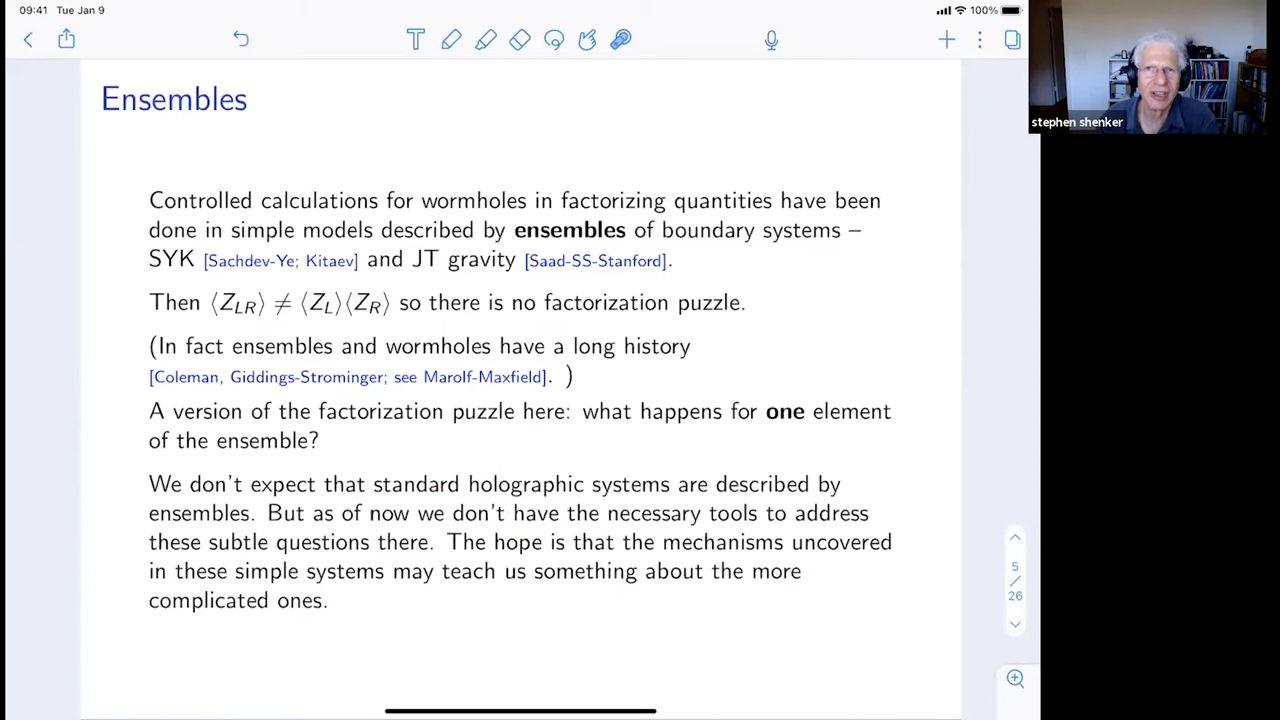 09:41 Tue Jan 9
100%
stephen shenker
Ensembles
Controlled calculations for wormholes in factorizing quantities have been
done in simple models described by ensembles of boundary systems –
SYK [Sachdev-Ye; Kitaev] and JT gravity [Saad-SS-Stanford].
Then ⟨Z_LR⟩ ≠ ⟨Z_L⟩⟨Z_R⟩ so there is no factorization puzzle.
(In fact ensembles and wormholes have a long history
[Coleman, Giddings-Strominger; see Marolf-Maxfield]. )
A version of the factorization puzzle here: what happens for one element
of the ensemble?
We don't expect that standard holographic systems are described by
ensembles. But as of now we don't have the necessary tools to address
these subtle questions there. The hope is that the mechanisms uncovered
in these simple systems may teach us something about the more
complicated ones.
5
/
26